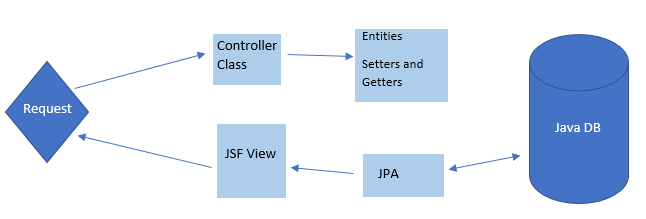 Request
Controller
Class
Entities
Setters and
Getters
JSF View
JPA
Java DB